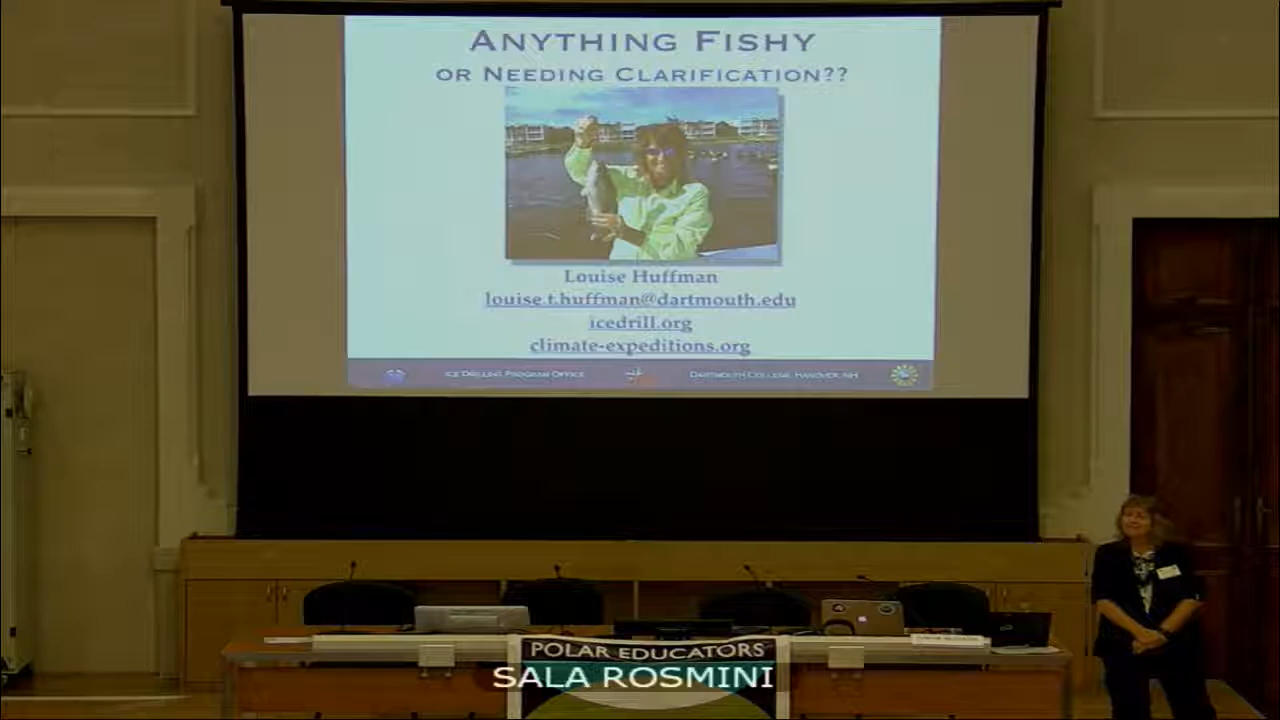 ANYTHING FISHY
OR NEEDING CLARIFICATION??
Louise Huffman
louise.t.huffman@dartmouth.edu
icedrill.org
climate-expeditions.org
ICE DRILLING PROGRAM OFFICE
DARTMOUTH COLLEGE, HANOVER, NH
POLAR EDUCATORS
SALA ROSMINI